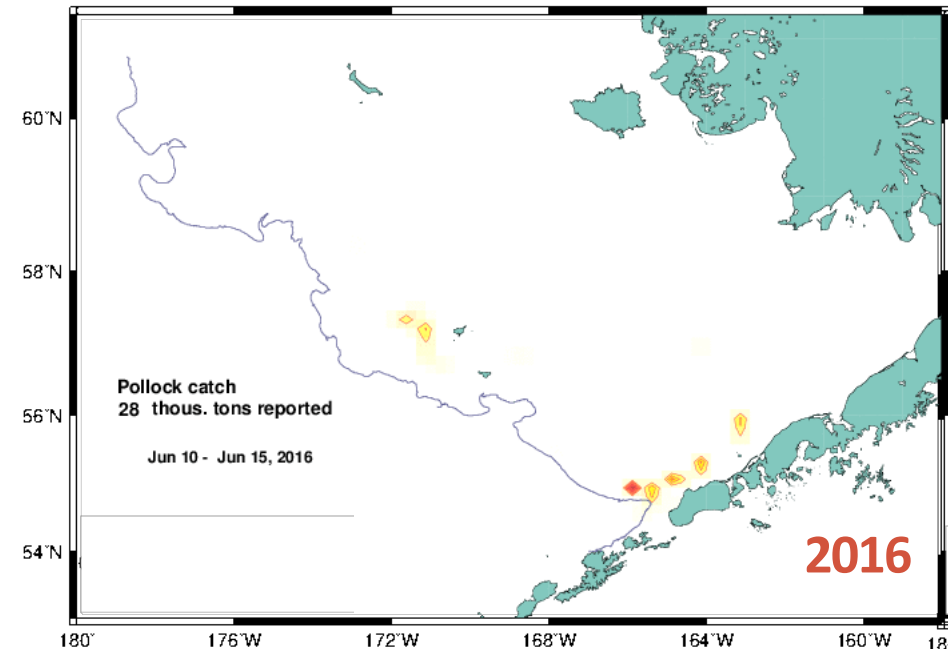 60°N
58°N
56°N
54°N
Pollock catch
28 thous. tons reported
Jun 10 - Jun 15, 2016
2016
180°
176°W
172°W
168°W
164°W
160°W